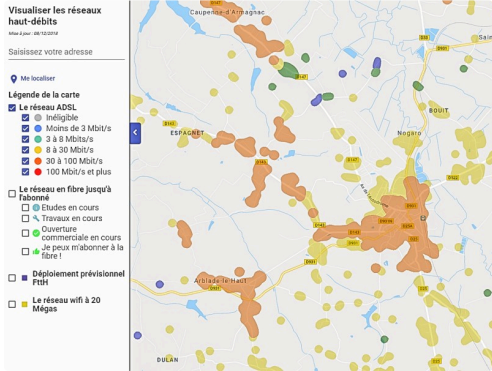 Visualiser les réseaux
haut-débits
Mise à jour : 08/12/2016
Saisissez votre adresse
Me localiser
Légende de la carte
Le réseau ADSL
Inéligible
Moins de 3 Mbit/s
3 à 8 Mbits/s
8 à 30 Mbit/s
30 à 100 Mbit/s
100 Mbit/s et plus
Le réseau en fibre jusqu'à
l'abonné
Etudes en cours
Travaux en cours
Ouverture
commerciale en cours
Je peux m'abonner à la
fibre !
Déploiement prévisionnel
FttH
Le réseau wifi à 20
Mégas
Caupenne-d'Armagnac
ESPAGNET
BOUIT
Nogaro
Arblade-le-Haut
DULAN